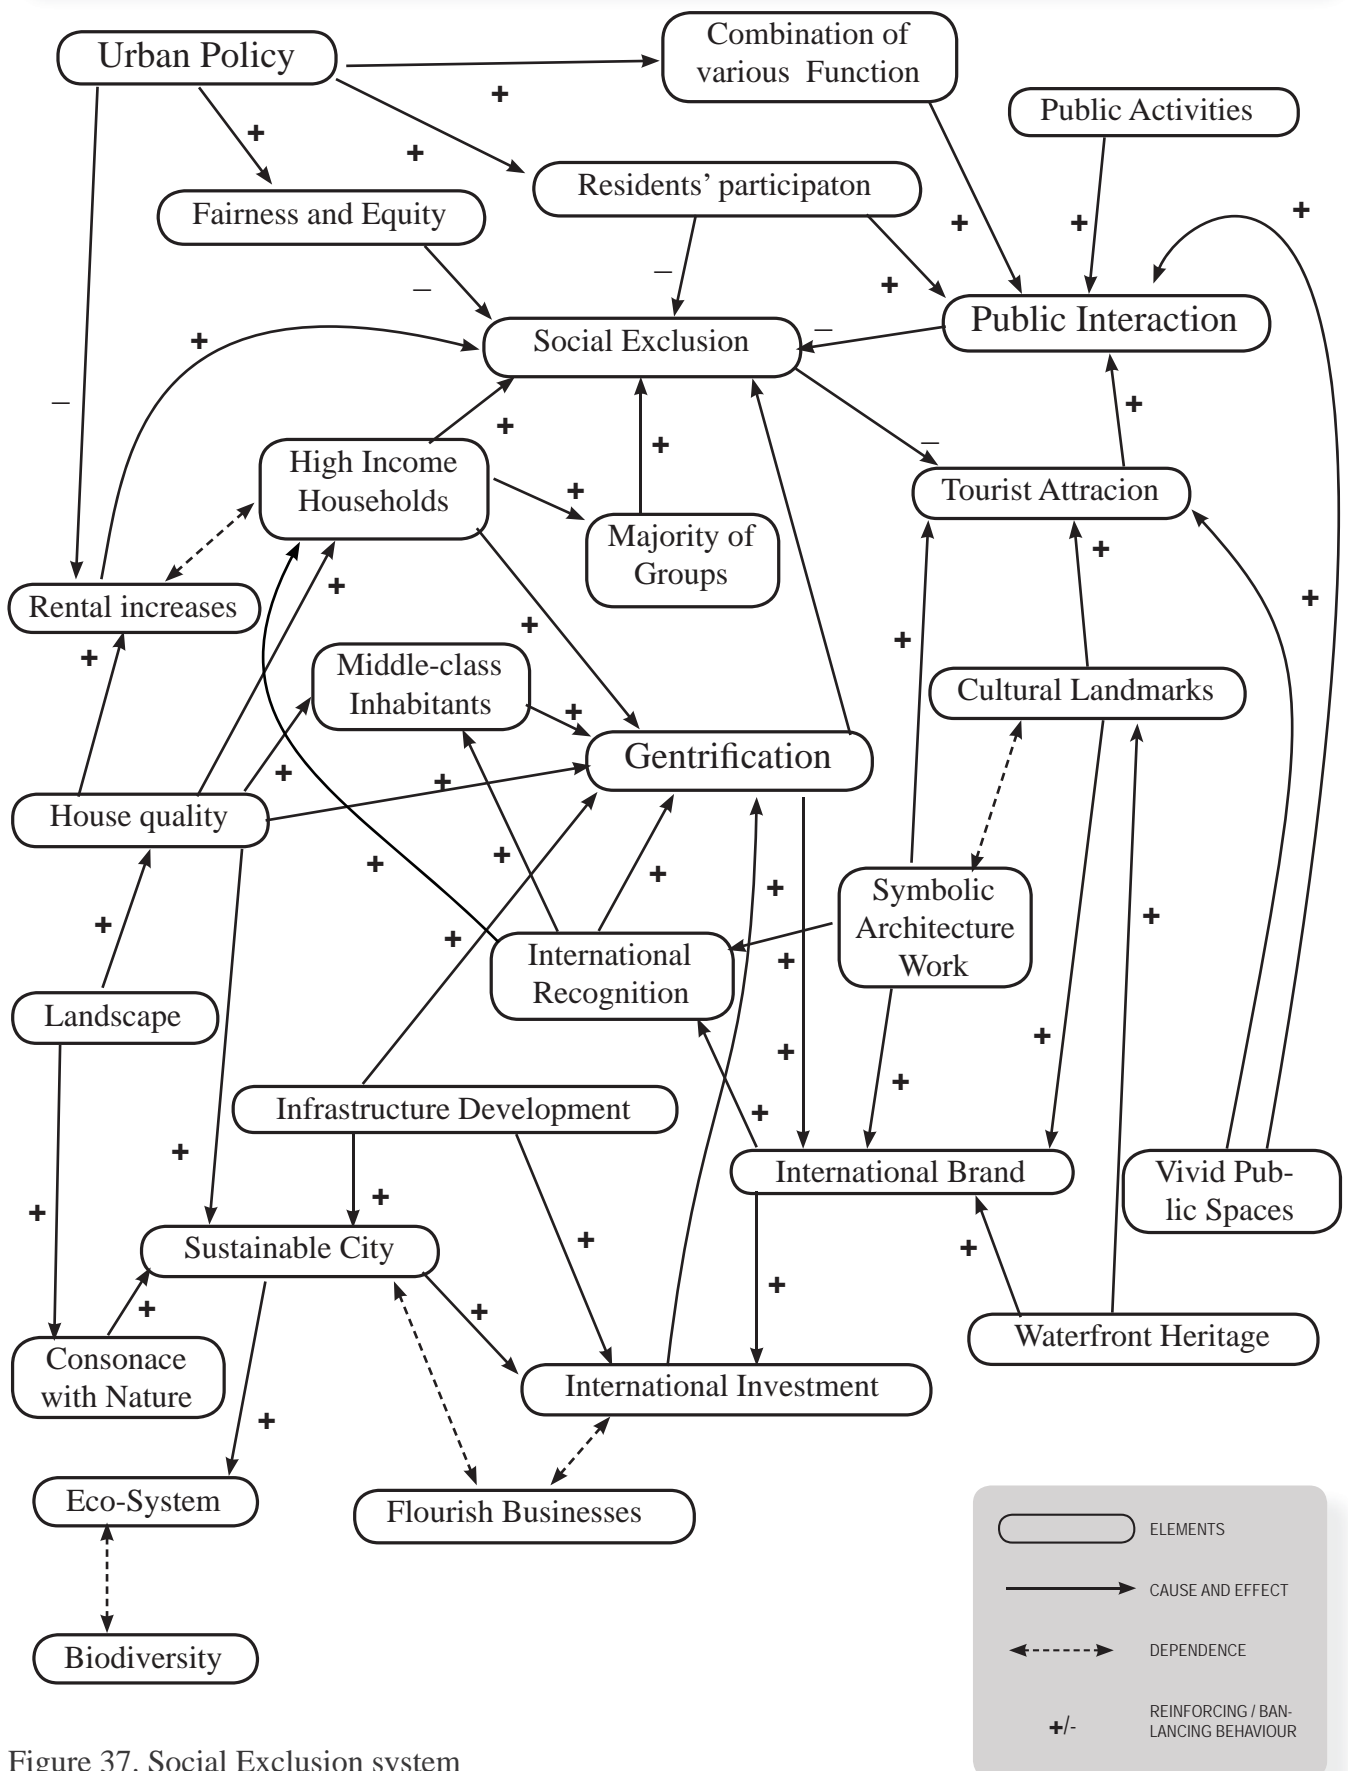 Urban Policy
Combination of
various Function
Public Activities
+
+
+
Residents' participaton
Fairness and Equity
+
+
+
–
+
–
Public Interaction
Social Exclusion
–
+
–
+
+
+
–
High Income
Households
+
Tourist Attracion
Majority of
Groups
+
+
Rental increases
+
+
+
+
Middle-class
Inhabitants
Cultural Landmarks
+
Gentrification
+
+
House quality
+
+
+
+
Symbolic
Architecture
Work
+
+
+
International
Recognition
+
Landscape
+
+
+
Infrastructure Development
+
+
+
International Brand
Vivid Pub-
lic Spaces
+
+
Sustainable City
+
+
+
+
+
Waterfront Heritage
Consonace
with Nature
International Investment
+
Eco-System
Flourish Businesses
Biodiversity
ELEMENTS
CAUSE AND EFFECT
DEPENDENCE
+/-
REINFORCING / BAN-
LANCING BEHAVIOUR
Figure 37. Social Exclusion system